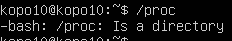 kopo10@kopo10:~$ /proc
-bash: /proc: Is a directory